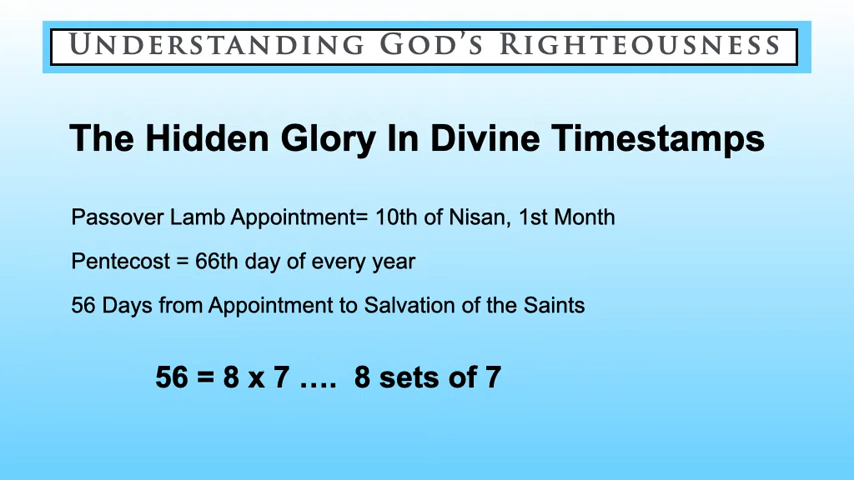 Understanding God's Righteousness
The Hidden Glory In Divine Timestamps
Passover Lamb Appointment= 10th of Nisan, 1st Month
Pentecost = 66th day of every year
56 Days from Appointment to Salvation of the Saints
56 = 8 x 7 .... 8 sets of 7